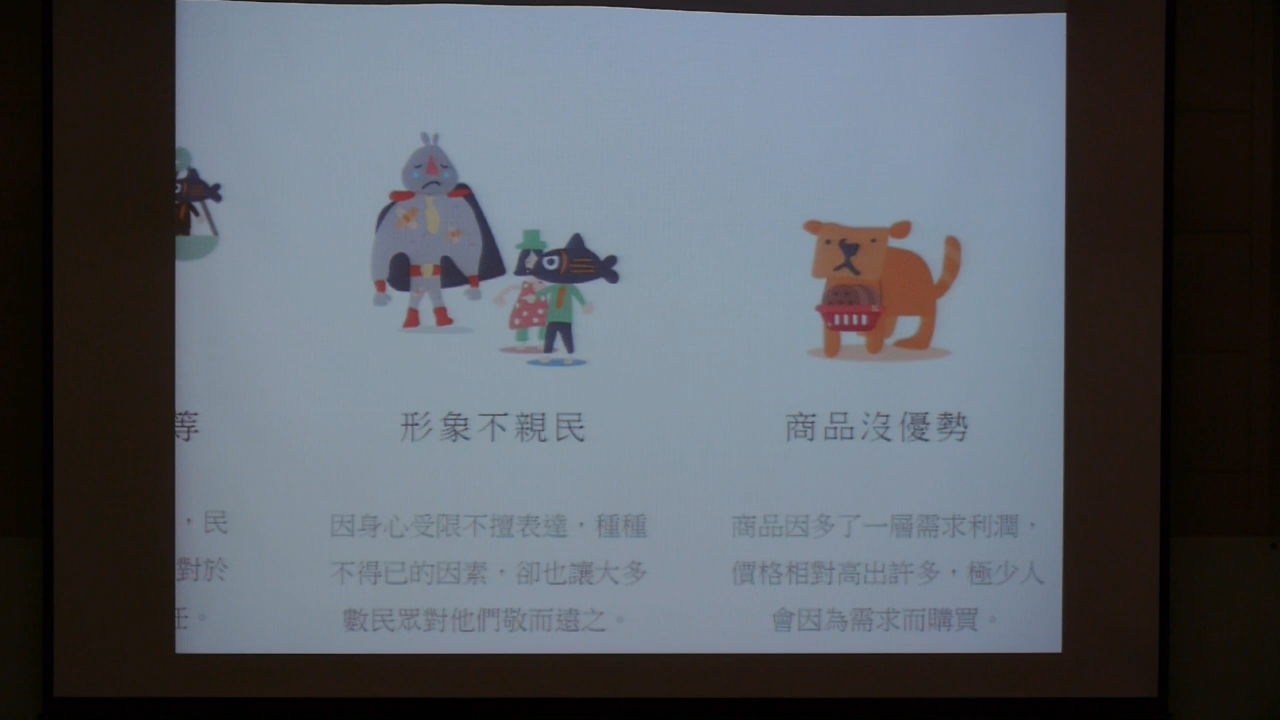 等
，民
對於
任。
形象不親民
因身心受限不擅表達，種種
不得已的因素，卻也讓大多
數民眾對他們敬而遠之。
商品沒優勢
商品因多了一層需求利潤，
價格相對高出許多，極少人
會因為需求而購買。